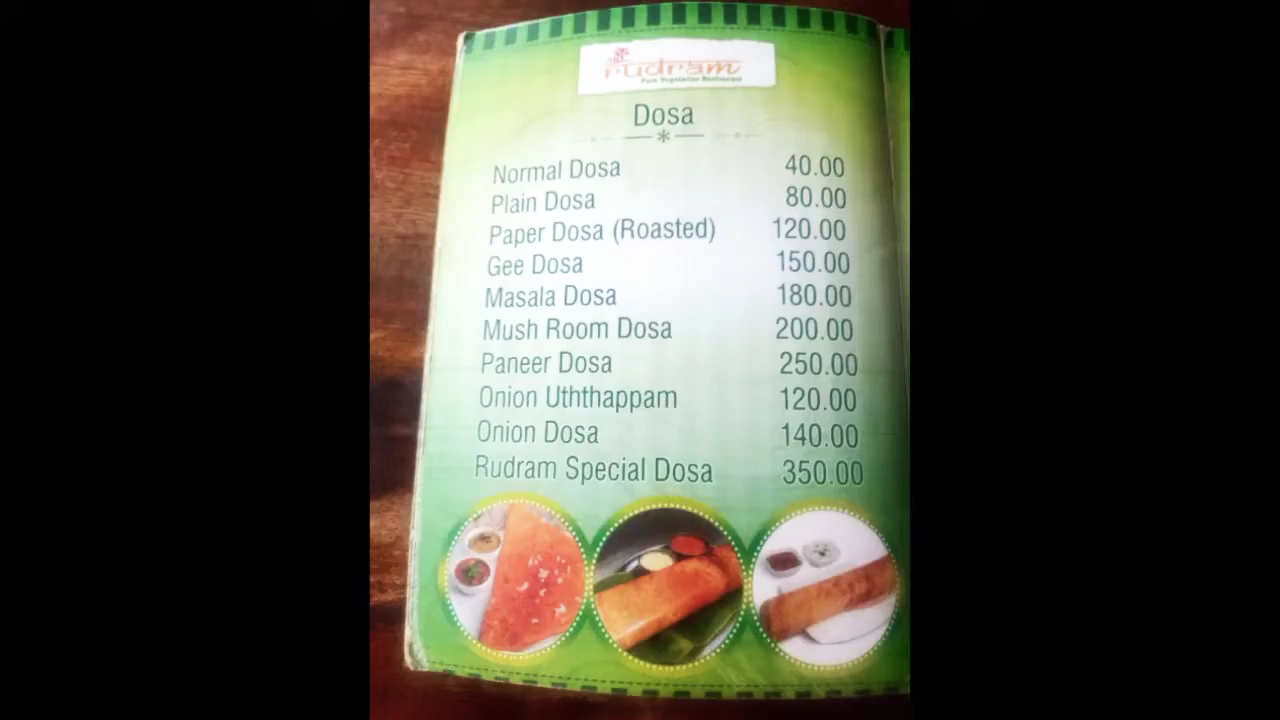 rudram
Pure Vegetarian Restaurant
Dosa
Normal Dosa 40.00
Plain Dosa 80.00
Paper Dosa (Roasted) 120.00
Gee Dosa 150.00
Masala Dosa 180.00
Mush Room Dosa 200.00
Paneer Dosa 250.00
Onion Uththappam 120.00
Onion Dosa 140.00
Rudram Special Dosa 350.00